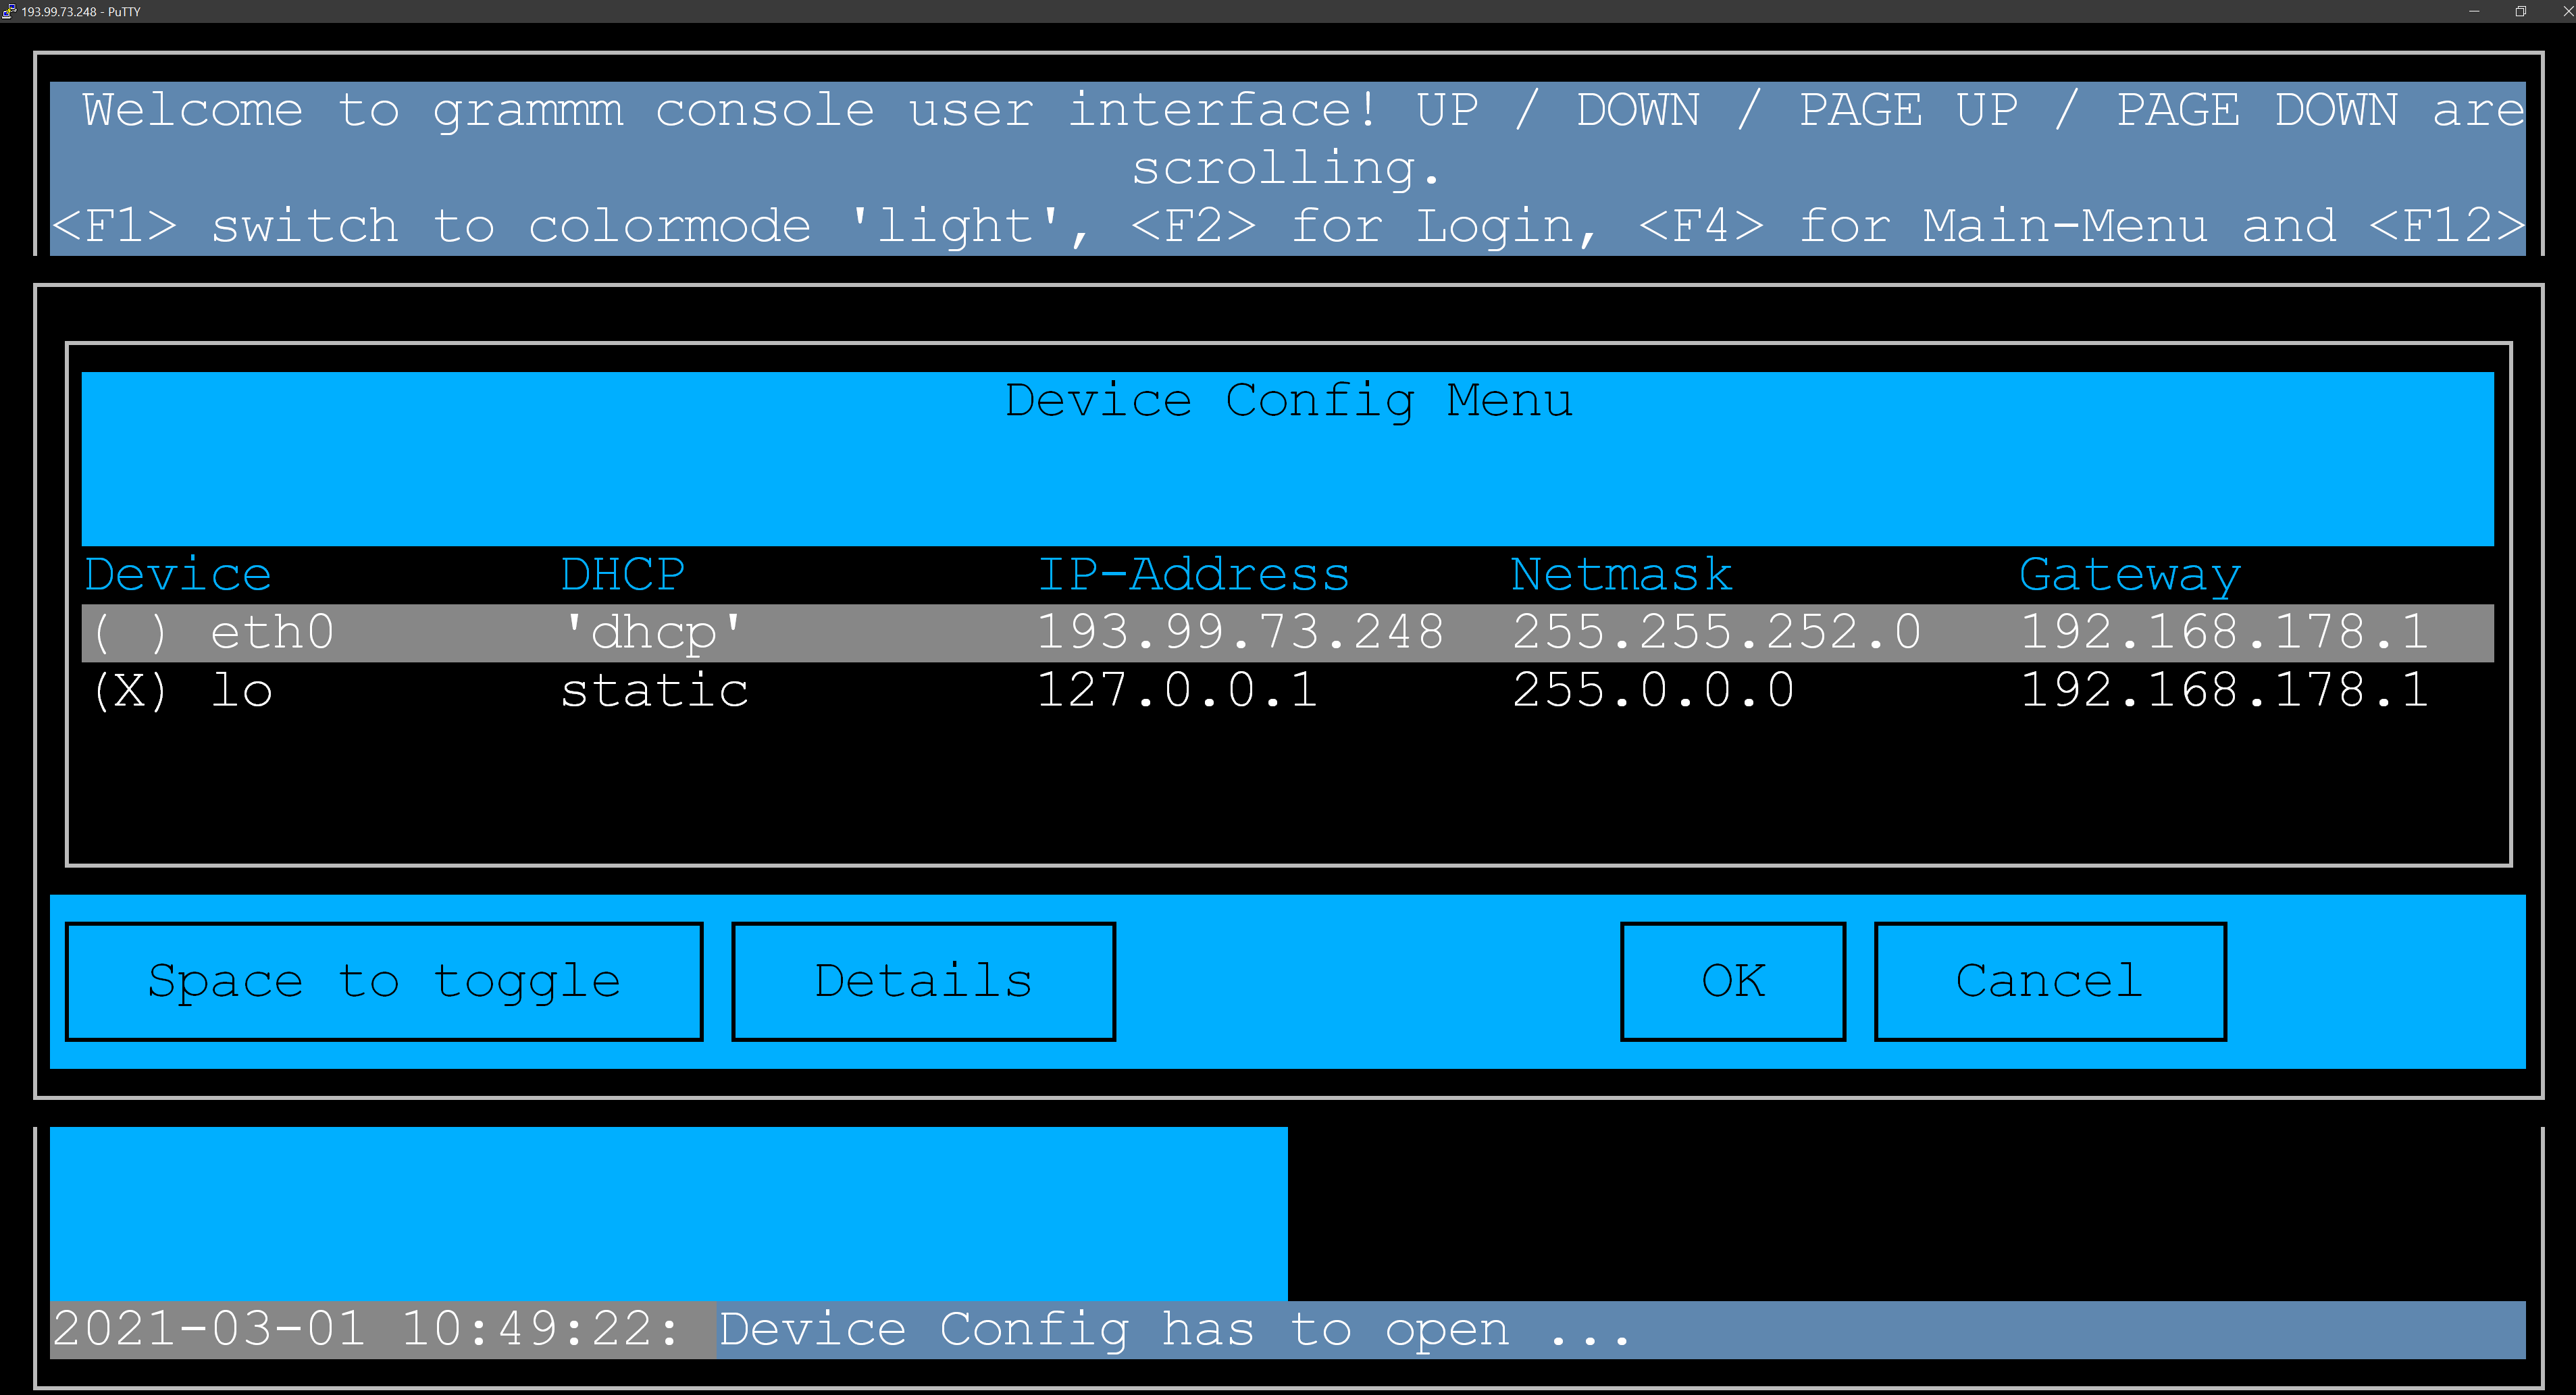 193.99.73.248 - PuTTY
Welcome to grammm console user interface! UP / DOWN / PAGE UP / PAGE DOWN are
scrolling.
<F1> switch to colormode 'light', <F2> for Login, <F4> for Main-Menu and <F12>
Device Config Menu
Device DHCP IP-Address Netmask Gateway
( ) eth0 'dhcp' 193.99.73.248 255.255.252.0 192.168.178.1
(X) lo static 127.0.0.1 255.0.0.0 192.168.178.1
Space to toggle Details OK Cancel
2021-03-01 10:49:22: Device Config has to open ...